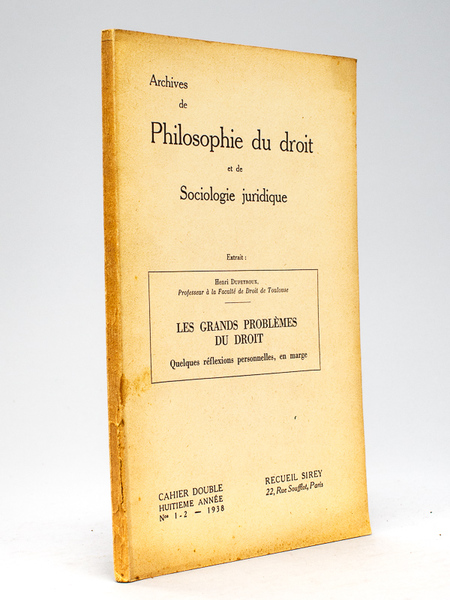 Archives
de
Philosophie du droit
et de
Sociologie juridique
Extrait :
Henri Dupeyroux,
Professeur à la Faculté de Droit de Toulouse
LES GRANDS PROBLÈMES
DU DROIT
Quelques réflexions personnelles, en marge
CAHIER DOUBLE
HUITIÈME ANNÉE
Nos 1-2 — 1938
RECUEIL SIREY
22, Rue Soufflot, Paris